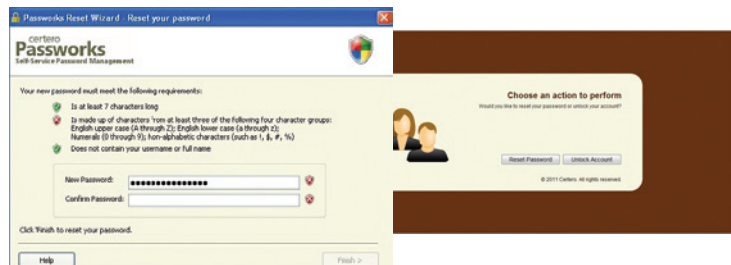 Passworks Reset Wizard - Reset your password
certero
Passworks
Self-Service Password Management
Your new password must meet the following requirements:
Is at least 7 characters long
Is made up of characters from at least three of the following four character groups:
English upper case (A through Z); English lower case (a through z);
Numerals (0 through 9); non-alphabetic characters (such as !, $, #, %)
Does not contain your username or full name
New Password:
Confirm Password:
Click 'Finish to reset your password.
Help
Finish >
Choose an action to perform
Would you like to reset your password or unlock your account?
Reset Password
Unlock Account
© 2011 Certero. All rights reserved.